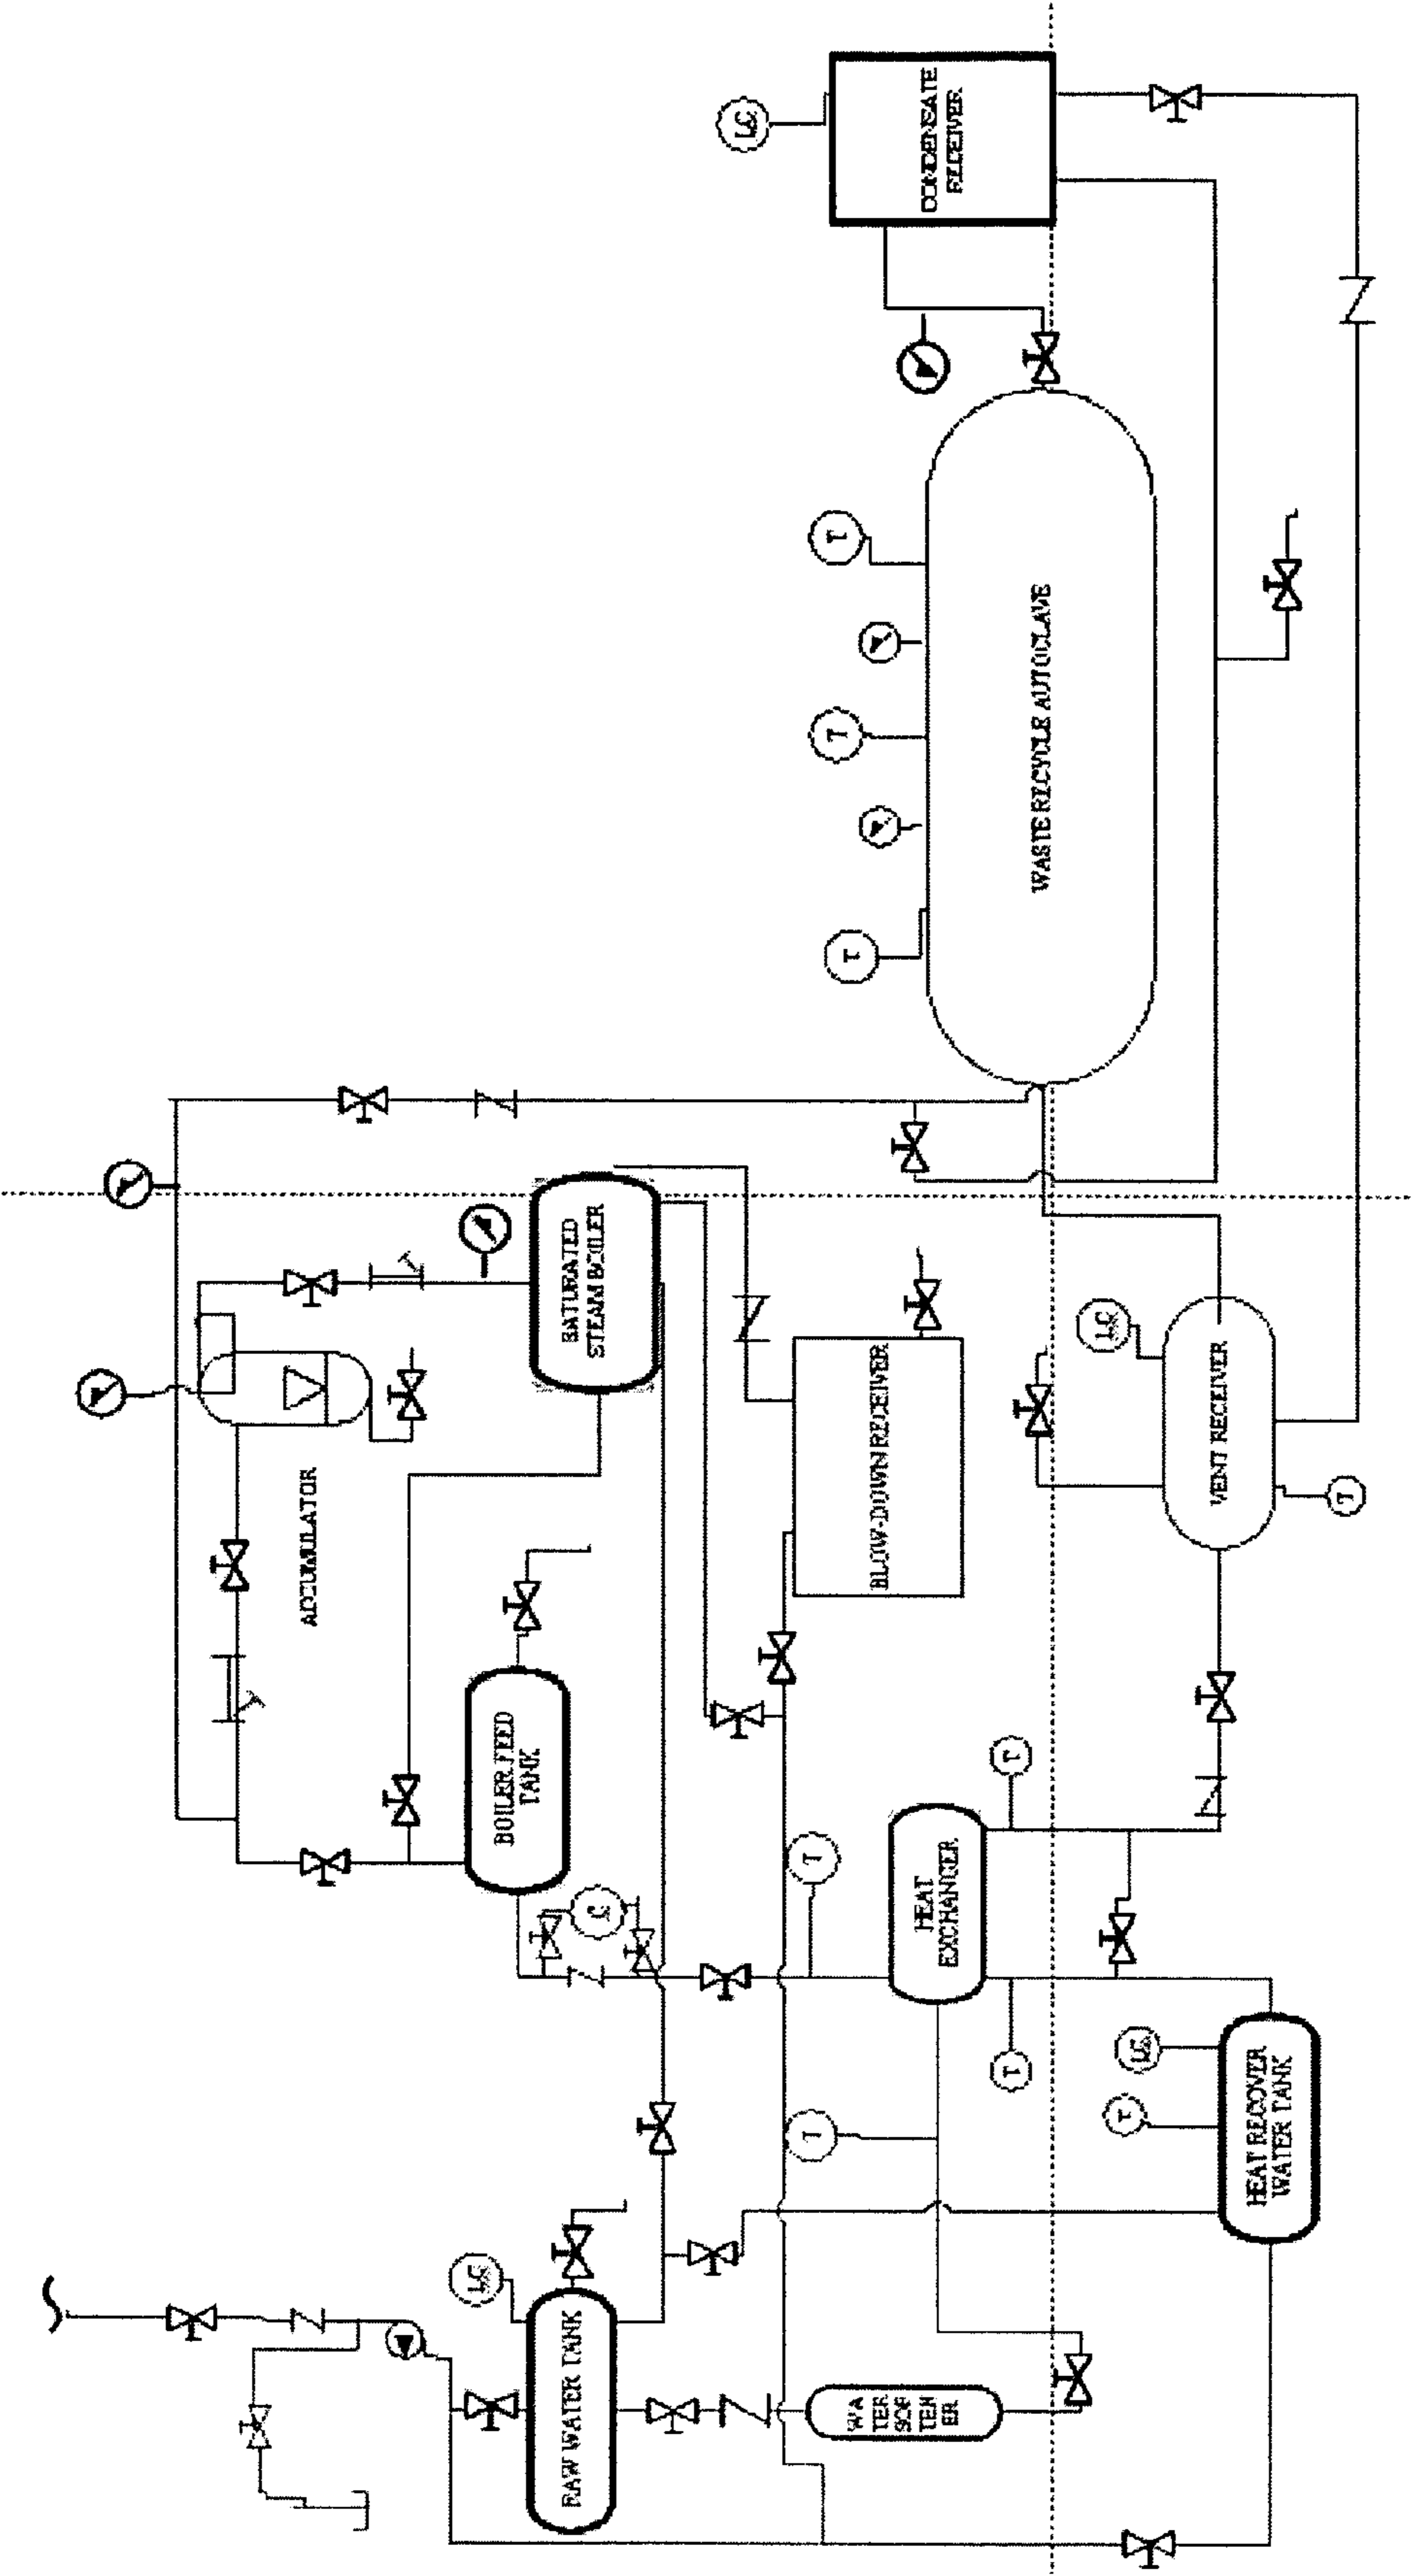 LC
CONDENSATE
RECEIVER
T
T
T
WASTE RECYCLE AUTOCLAVE
SATURATED
STEAM BOILER
LC
VENT RECEIVER
BLOW-DOWN RECEIVER
T
ACCUMULATOR
BOILER FEED
TANK
T
T
HEAT
EXCHANGER
C
T
LC
T
T
HEAT RECOVER
WATER TANK
LC
RAW WATER TANK
WA
TER
SOF
TEN
ER